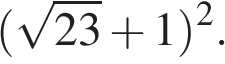 (√23 + 1)².